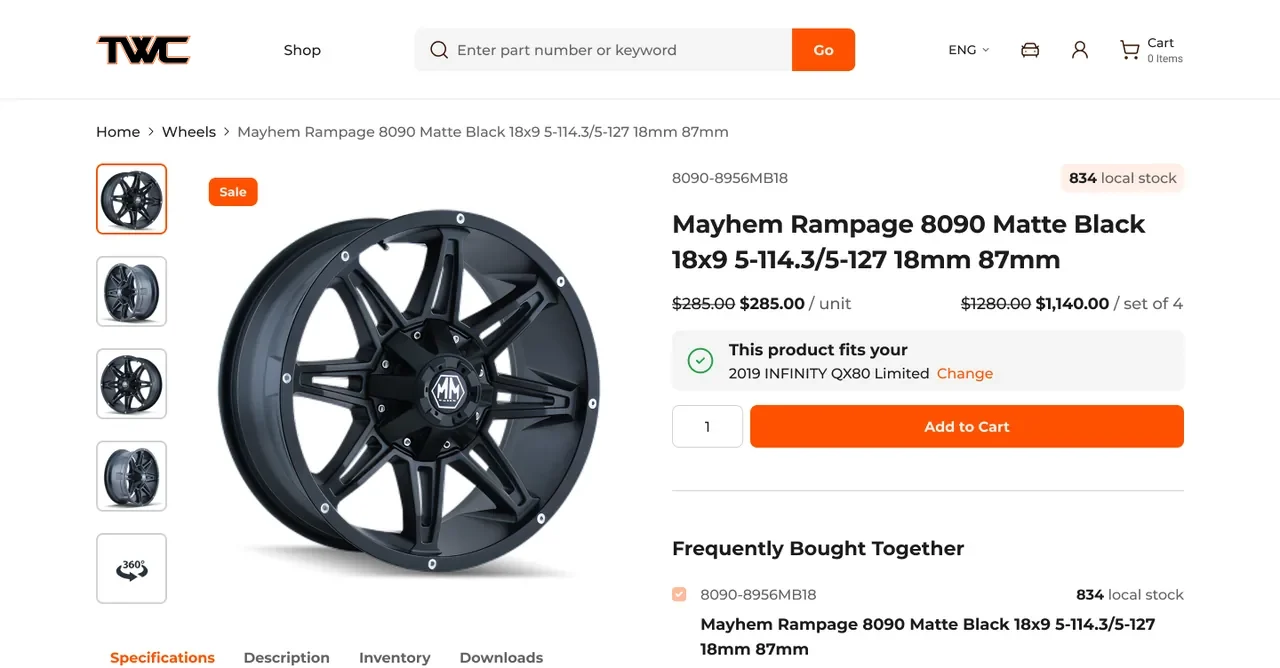 TWC
Shop
Enter part number or keyword
Go
ENG
Cart
0 Items
Home > Wheels > Mayhem Rampage 8090 Matte Black 18x9 5-114.3/5-127 18mm 87mm
Sale
MM
360°
8090-8956MB18
834 local stock
Mayhem Rampage 8090 Matte Black
18x9 5-114.3/5-127 18mm 87mm
$285.00 $285.00 / unit
$1280.00 $1,140.00 / set of 4
This product fits your
2019 INFINITY QX80 Limited Change
1
Add to Cart
Frequently Bought Together
8090-8956MB18
834 local stock
Mayhem Rampage 8090 Matte Black 18x9 5-114.3/5-127
18mm 87mm
Specifications
Description
Inventory
Downloads